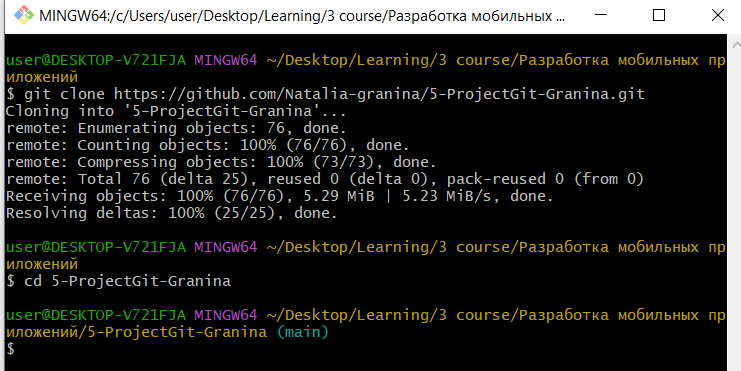 MINGW64:/c/Users/user/Desktop/Learning/3 course/Разработка мобильных ...
user@DESKTOP-V721FJA MINGW64 ~/Desktop/Learning/3 course/Разработка мобильных пр
иложений
$ git clone https://github.com/Natalia-granina/5-ProjectGit-Granina.git
Cloning into '5-ProjectGit-Granina'...
remote: Enumerating objects: 76, done.
remote: Counting objects: 100% (76/76), done.
remote: Compressing objects: 100% (73/73), done.
remote: Total 76 (delta 25), reused 0 (delta 0), pack-reused 0 (from 0)
Receiving objects: 100% (76/76), 5.29 MiB | 5.23 MiB/s, done.
Resolving deltas: 100% (25/25), done.
user@DESKTOP-V721FJA MINGW64 ~/Desktop/Learning/3 course/Разработка мобильных пр
иложений
$ cd 5-ProjectGit-Granina
user@DESKTOP-V721FJA MINGW64 ~/Desktop/Learning/3 course/Разработка мобильных пр
иложений/5-ProjectGit-Granina (main)
$